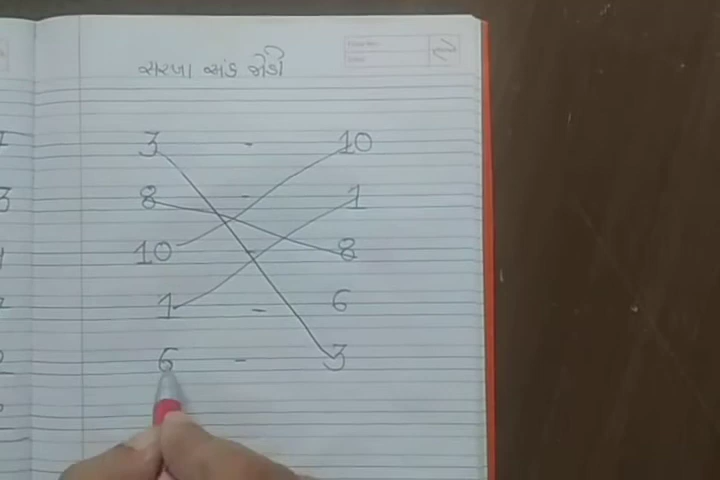 સરખા અંક જોડો
3 - 10
8 - 1
10 - 8
1 - 6
6 - 3